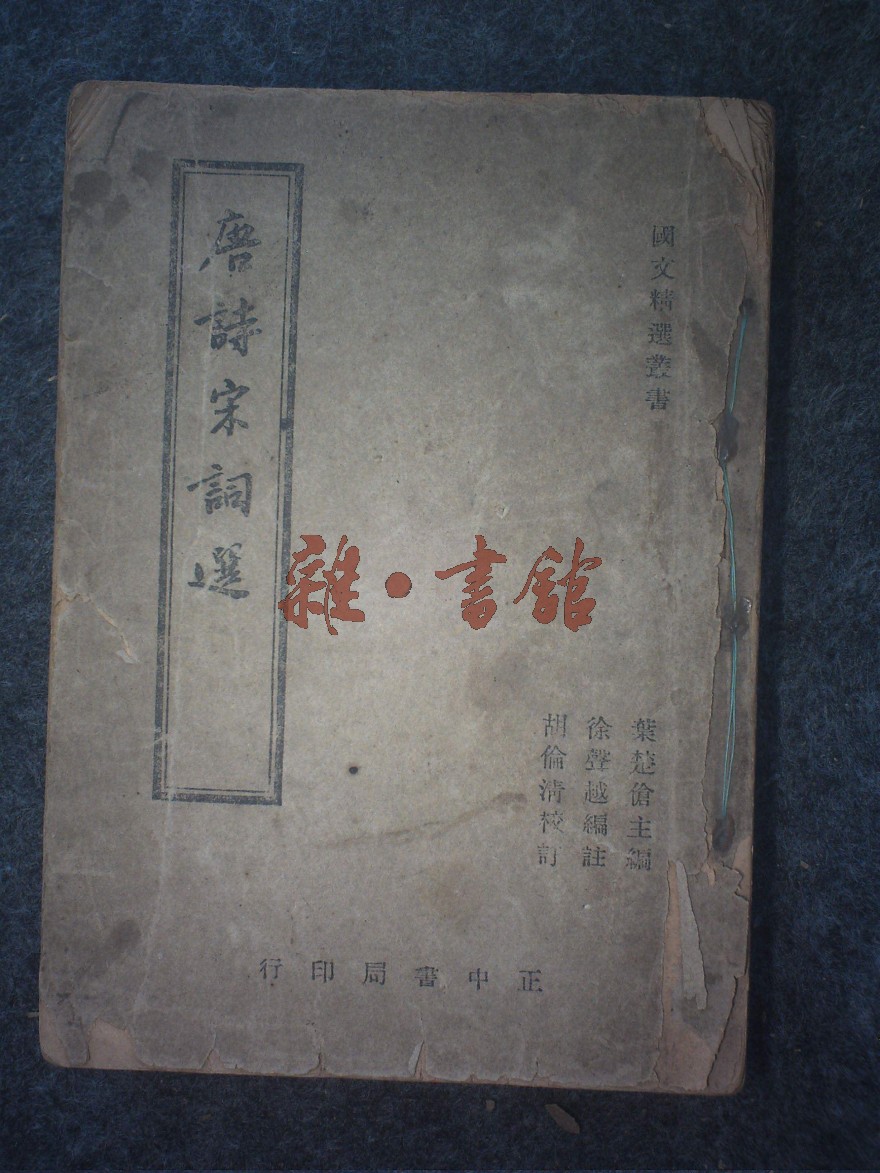 國文精選叢書
唐詩宋詞選
葉楚傖主編
徐聲越編註
胡倫清校訂
正中書局印行
雜·書館